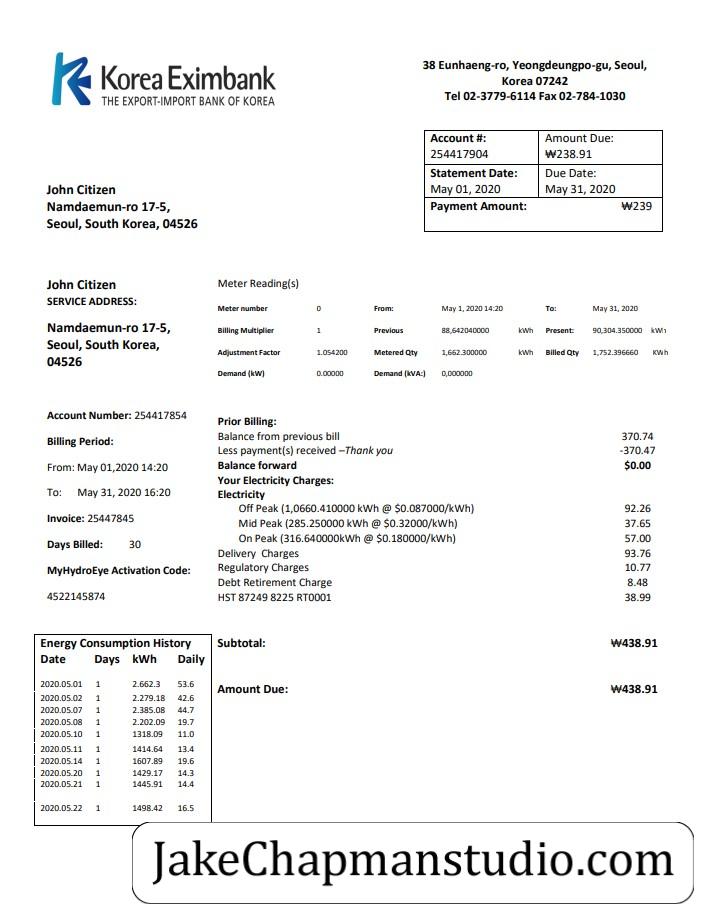 Korea Eximbank
THE EXPORT-IMPORT BANK OF KOREA
38 Eunhaeng-ro, Yeongdeungpo-gu, Seoul,
Korea 07242
Tel 02-3779-6114 Fax 02-784-1030
Account #: Amount Due:
254417904 ₩238.91
Statement Date: Due Date:
May 01, 2020 May 31, 2020
Payment Amount: ₩239
John Citizen
Namdaemun-ro 17-5,
Seoul, South Korea, 04526
John Citizen
SERVICE ADDRESS:
Namdaemun-ro 17-5,
Seoul, South Korea,
04526
Meter Reading(s)
Meter number 0 From: May 1, 2020 14:20 To: May 31, 2020
Billing Multiplier 1 Previous 88,642040000 kWh Present: 90,304.350000 kWh
Adjustment Factor 1.054200 Metered Qty 1,662.300000 kWh Billed Qty 1,752.396660 KWh
Demand (kW) 0.00000 Demand (kVA:) 0,000000
Account Number: 254417854
Billing Period:
From: May 01,2020 14:20
To: May 31, 2020 16:20
Invoice: 25447845
Days Billed: 30
MyHydroEye Activation Code:
4522145874
Prior Billing:
Balance from previous bill 370.74
Less payment(s) received –Thank you -370.47
Balance forward $0.00
Your Electricity Charges:
Electricity
Off Peak (1,0660.410000 kWh @ $0.087000/kWh) 92.26
Mid Peak (285.250000 kWh @ $0.32000/kWh) 37.65
On Peak (316.640000kWh @ $0.180000/kWh) 57.00
Delivery Charges 93.76
Regulatory Charges 10.77
Debt Retirement Charge 8.48
HST 87249 8225 RT0001 38.99
Energy Consumption History
Date Days kWh Daily
2020.05.01 1 2.662.3 53.6
2020.05.02 1 2.279.18 42.6
2020.05.07 1 2.385.08 44.7
2020.05.08 1 2.202.09 19.7
2020.05.10 1 1318.09 11.0
2020.05.11 1 1414.64 13.4
2020.05.14 1 1607.89 19.6
2020.05.20 1 1429.17 14.3
2020.05.21 1 1445.91 14.4
2020.05.22 1 1498.42 16.5
Subtotal: ₩438.91
Amount Due: ₩438.91
JakeChapmanstudio.com